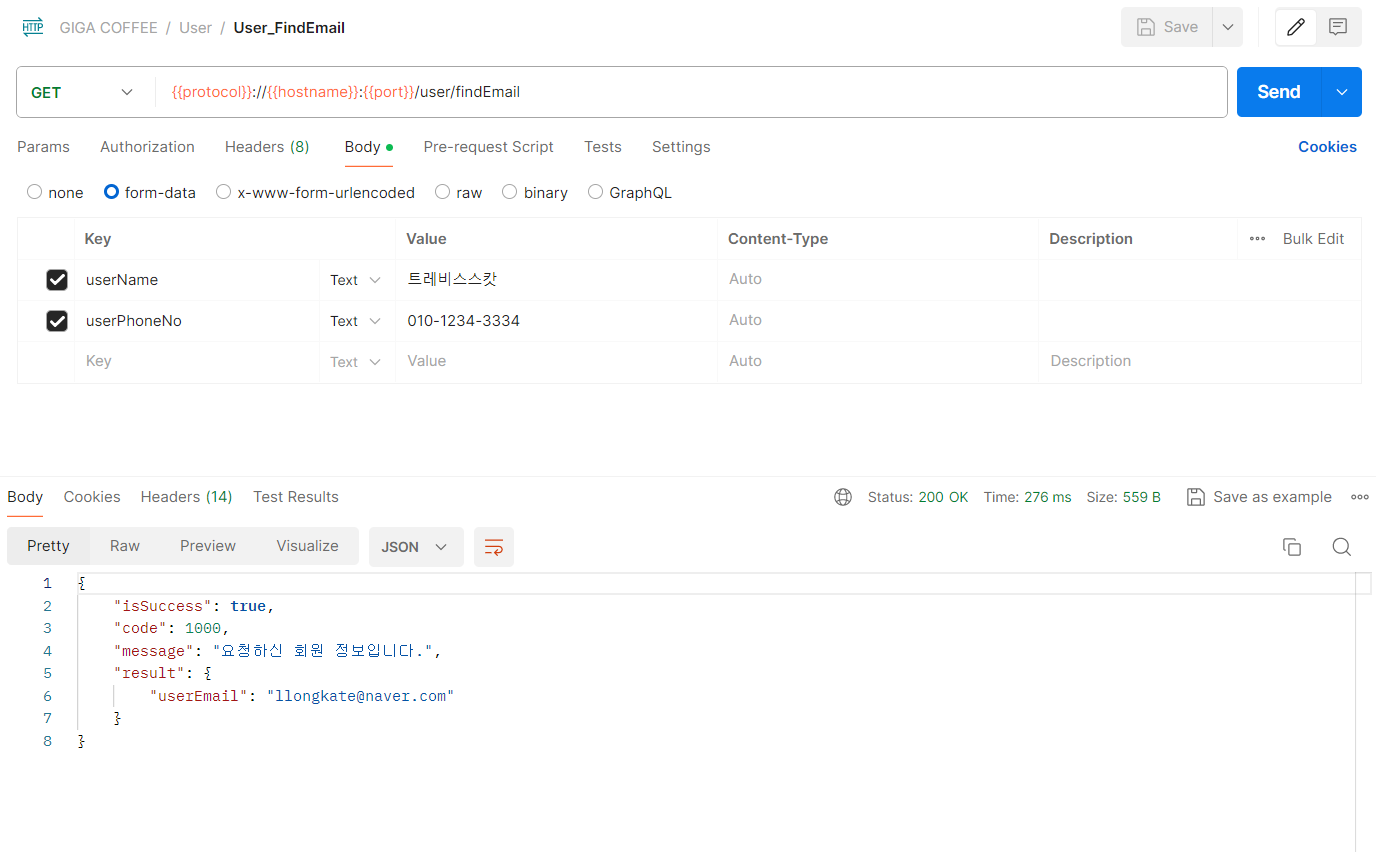 HTTP GIGA COFFEE / User / User_FindEmail Save
GET {{protocol}}://{{hostname}}:{{port}}/user/findEmail Send
Params Authorization Headers (8) Body Pre-request Script Tests Settings Cookies
none form-data x-www-form-urlencoded raw binary GraphQL
Key Value Content-Type Description Bulk Edit
userName Text 트레비스스캇 Auto
userPhoneNo Text 010-1234-3334 Auto
Key Text Value Auto Description
Body Cookies Headers (14) Test Results Status: 200 OK Time: 276 ms Size: 559 B Save as example
Pretty Raw Preview Visualize JSON
1 {
2 "isSuccess": true,
3 "code": 1000,
4 "message": "요청하신 회원 정보입니다.",
5 "result": {
6 "userEmail": "llongkate@naver.com"
7 }
8 }